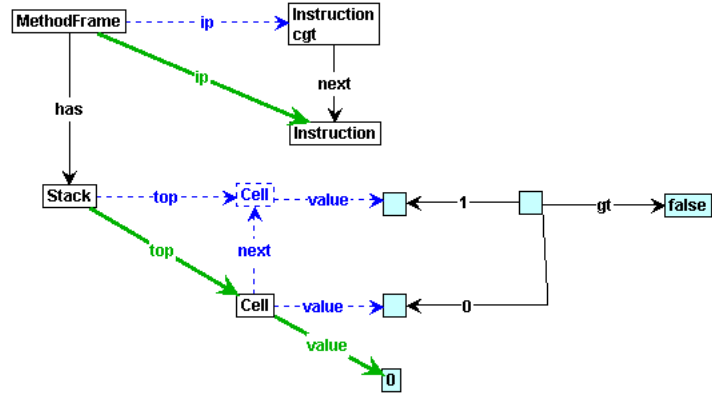 MethodFrame
ip
Instruction
cgt
ip
next
has
Instruction
Stack
top
Cell
value
1
gt
false
top
next
Cell
value
0
value
0